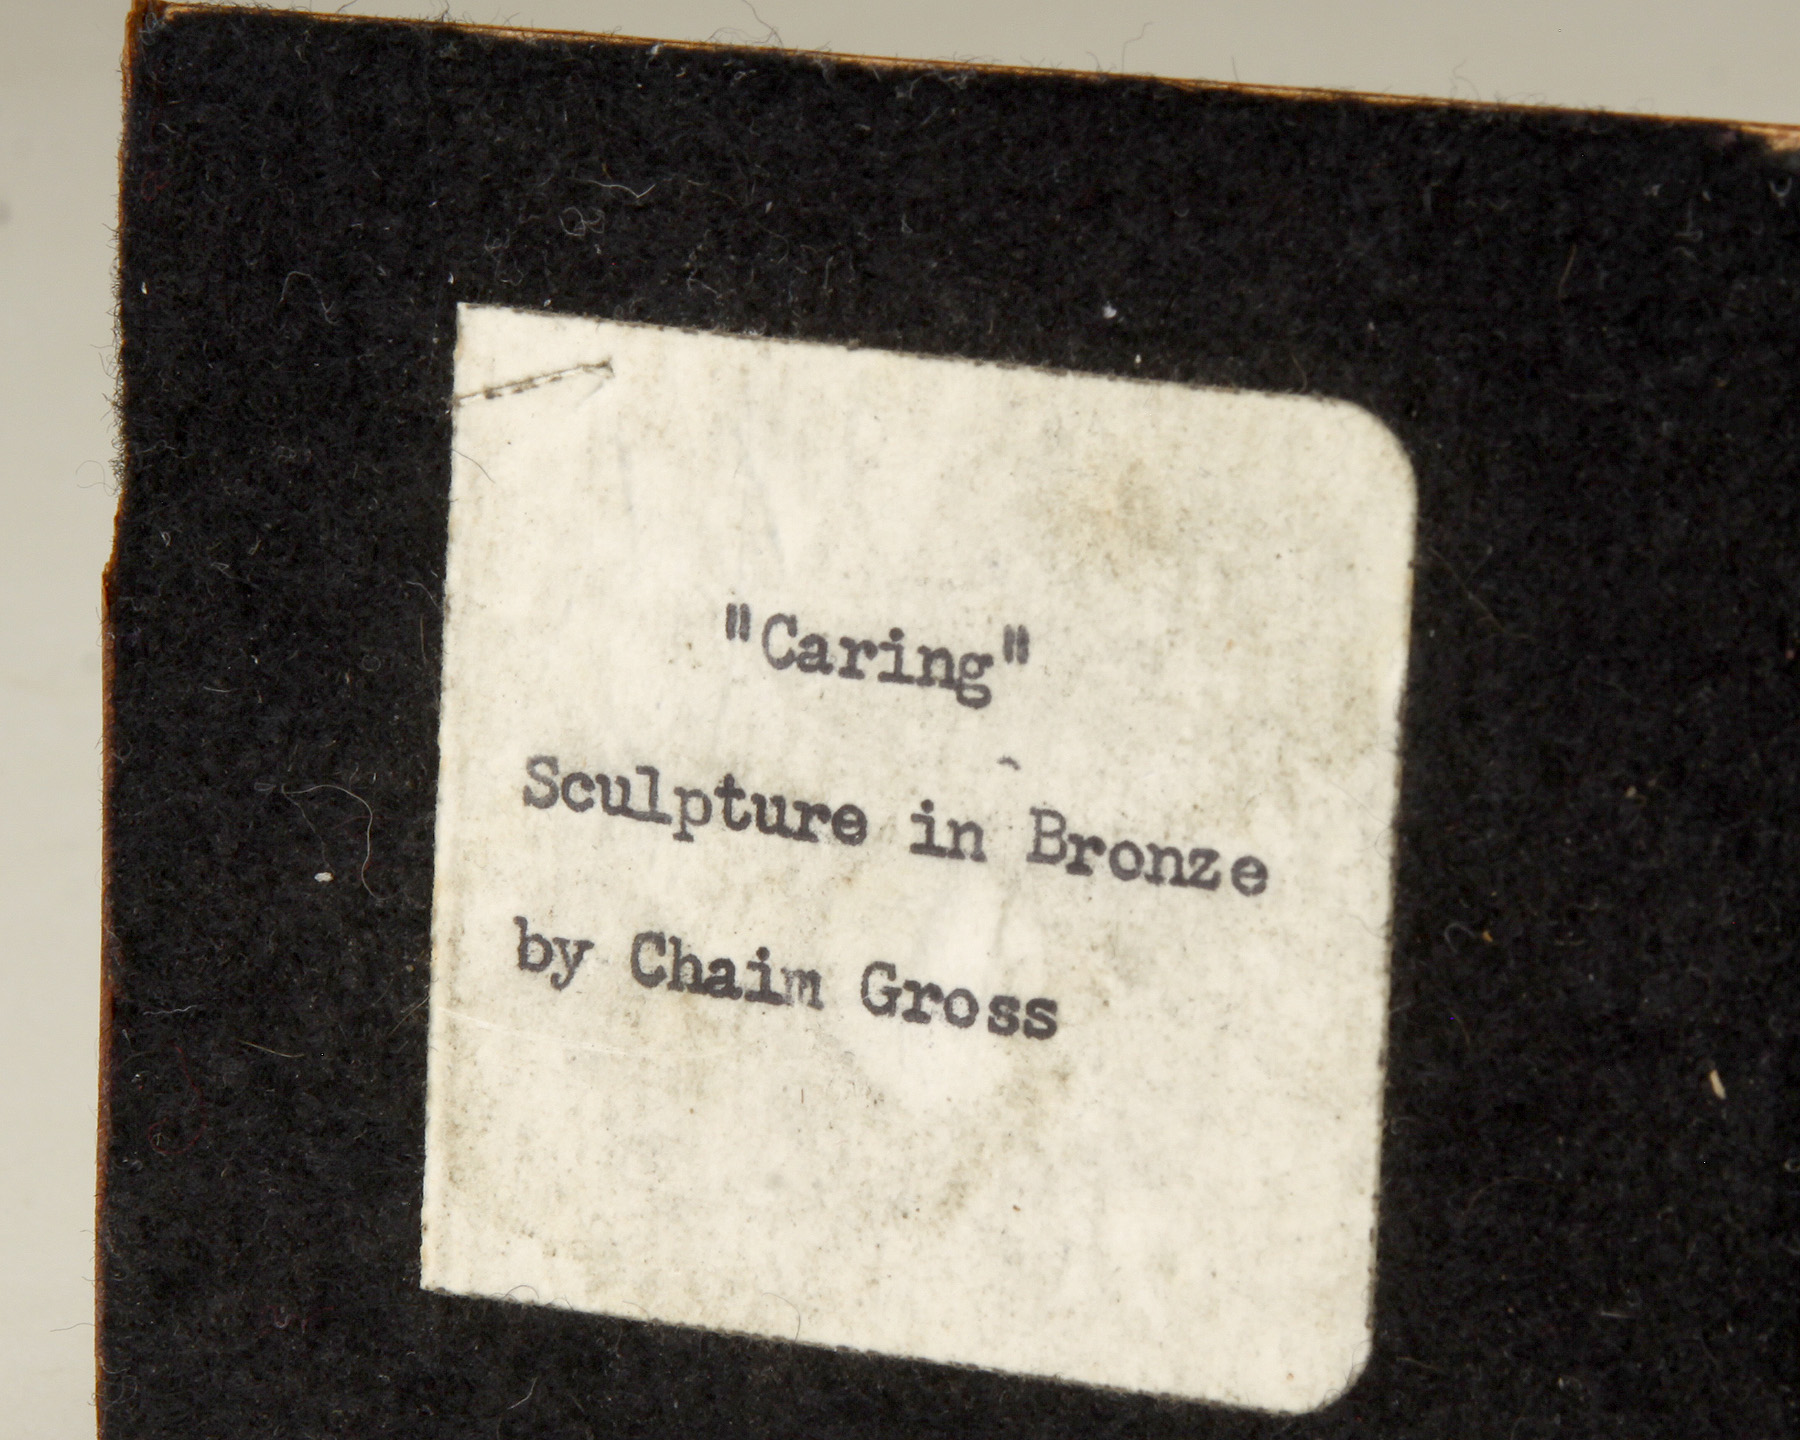 "Caring"
Sculpture in Bronze
by Chaim Gross